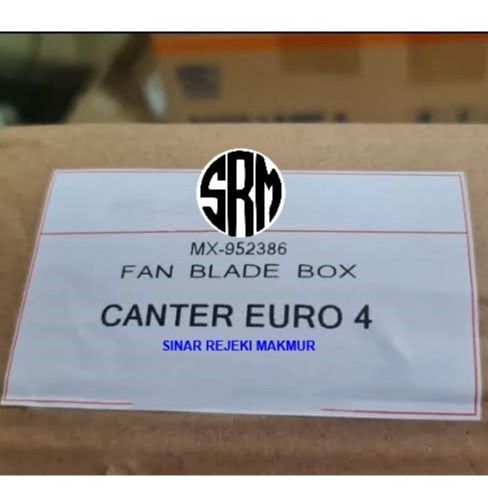 SRM
MX-952386
FAN BLADE BOX
CANTER EURO 4
SINAR REJEKI MAKMUR